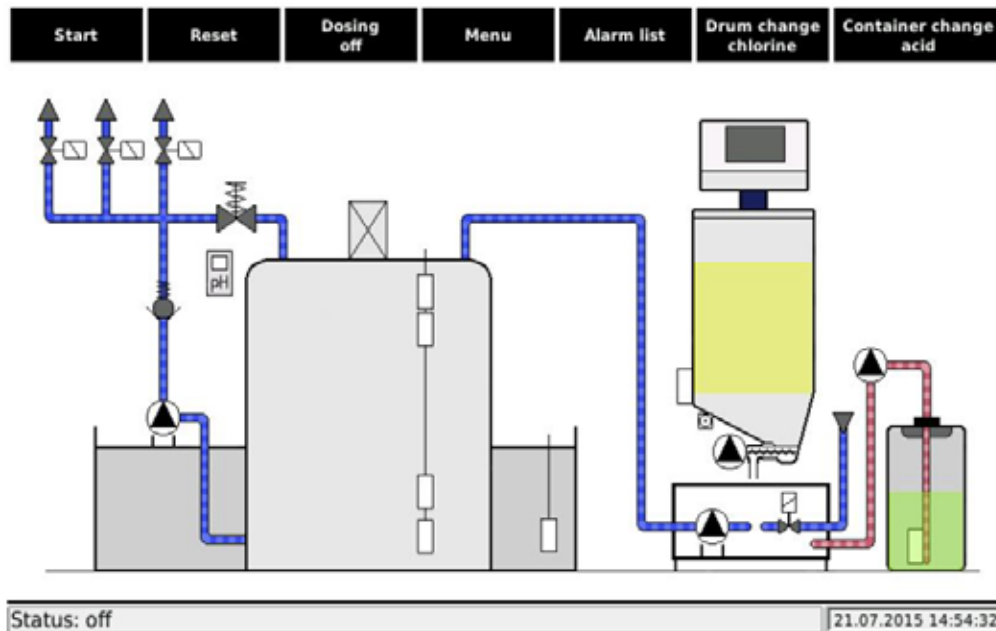 Start
Reset
Dosing
off
Menu
Alarm list
Drum change
chlorine
Container change
acid
pH
Status: off
21.07.2015 14:54:32